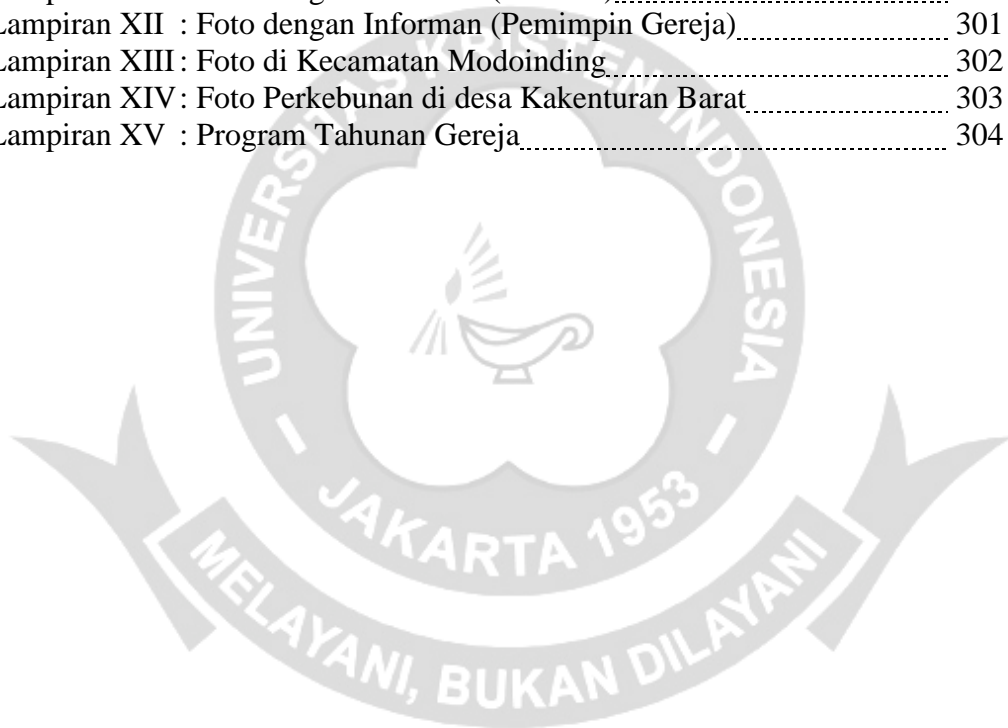 Lampiran XII : Foto dengan Informan (Pemimpin Gereja) 301
Lampiran XIII : Foto di Kecamatan Modoinding 302
Lampiran XIV : Foto Perkebunan di desa Kakenturan Barat 303
Lampiran XV : Program Tahunan Gereja 304
UNIVERSITAS KRISTEN INDONESIA
- JAKARTA 1953 -
MELAYANI, BUKAN DILAYANI